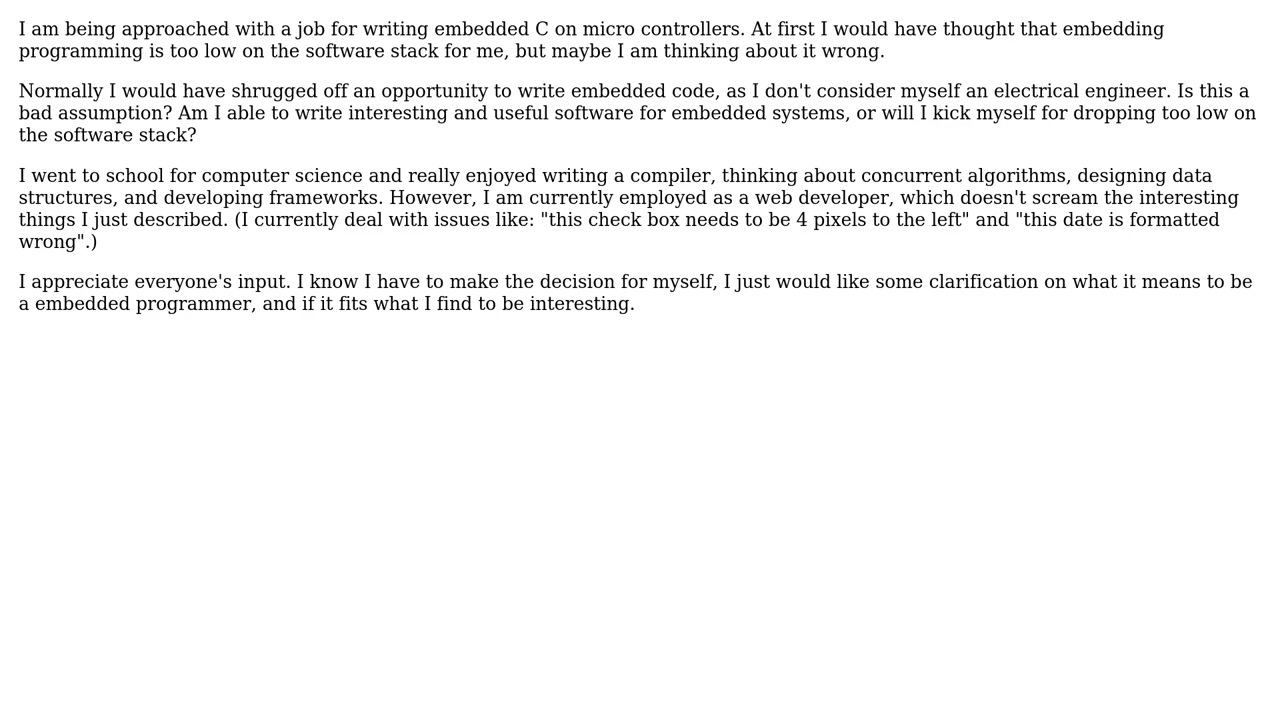 I am being approached with a job for writing embedded C on micro controllers. At first I would have thought that embedding
programming is too low on the software stack for me, but maybe I am thinking about it wrong.
Normally I would have shrugged off an opportunity to write embedded code, as I don't consider myself an electrical engineer. Is this a
bad assumption? Am I able to write interesting and useful software for embedded systems, or will I kick myself for dropping too low on
the software stack?
I went to school for computer science and really enjoyed writing a compiler, thinking about concurrent algorithms, designing data
structures, and developing frameworks. However, I am currently employed as a web developer, which doesn't scream the interesting
things I just described. (I currently deal with issues like: "this check box needs to be 4 pixels to the left" and "this date is formatted
wrong".)
I appreciate everyone's input. I know I have to make the decision for myself, I just would like some clarification on what it means to be
a embedded programmer, and if it fits what I find to be interesting.